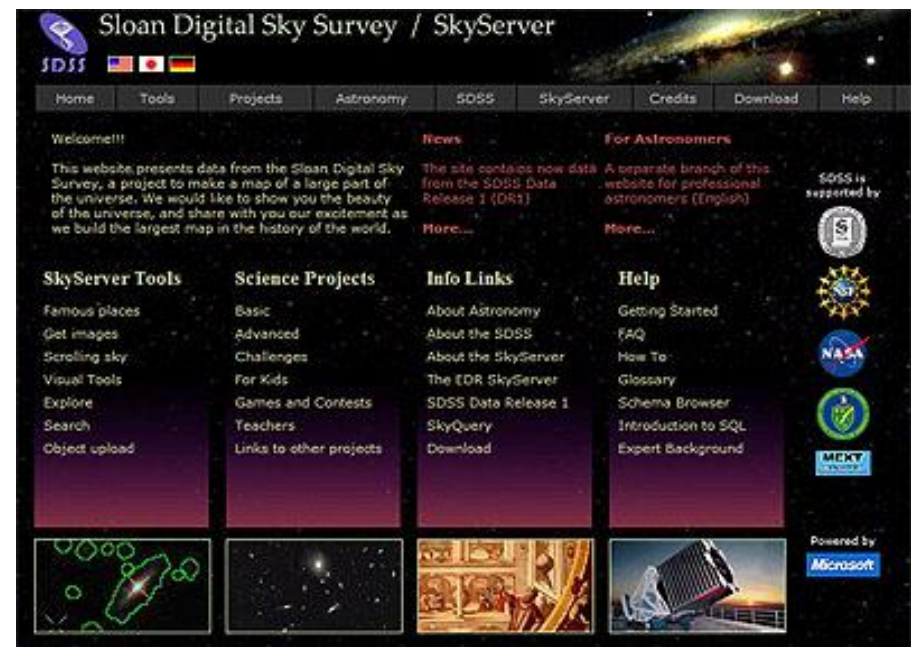 Sloan Digital Sky Survey / SkyServer
SDSS
Home Tools Projects Astronomy SDSS SkyServer Credits Download Help
Welcome!!!
This website presents data from the Sloan Digital Sky
Survey, a project to make a map of a large part of
the universe. We would like to show you the beauty
of the universe, and share with you our excitement as
we build the largest map in the history of the world.
News
The site contains now data
from the SDSS Data
Release 1 (DR1)
More...
For Astronomers
A separate branch of this
website for professional
astronomers (English)
More...
SDSS is
supported by
S
NSF
NASA
MEXT
SkyServer Tools
Famous places
Get images
Scrolling sky
Visual Tools
Explore
Search
Object upload
Science Projects
Basic
Advanced
Challenges
For Kids
Games and Contests
Teachers
Links to other projects
Info Links
About Astronomy
About the SDSS
About the SkyServer
The EDR SkyServer
SDSS Data Release 1
SkyQuery
Download
Help
Getting Started
FAQ
How To
Glossary
Schema Browser
Introduction to SQL
Expert Background
Powered by
Microsoft